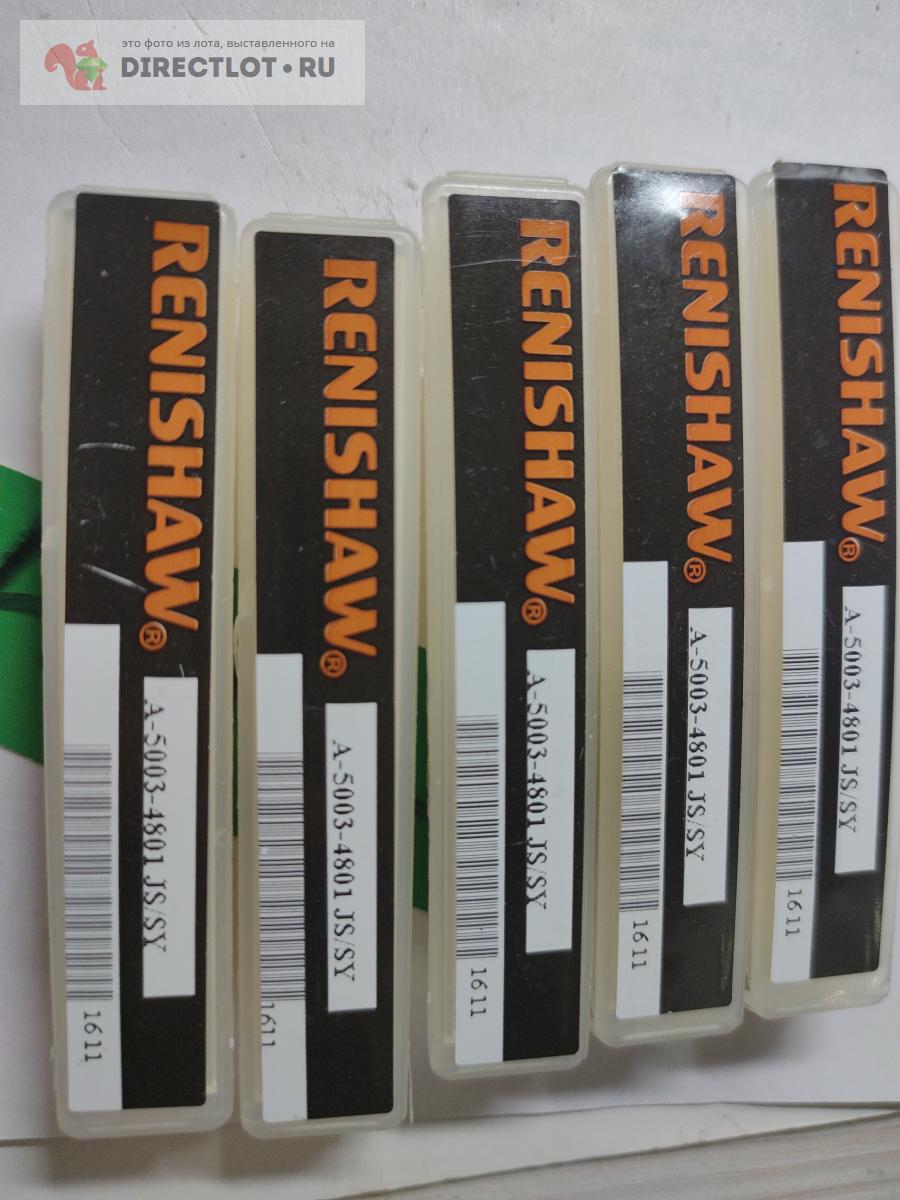 это фото из лота, выставленного на
DIRECTLOT•RU
RENISHAW®
A-5003-4801 JS/SY
1611
RENISHAW®
A-5003-4801 JS/SY
1611
RENISHAW®
A-5003-4801 JS/SY
1611
RENISHAW®
A-5003-4801 JS/SY
1611
RENISHAW®
A-5003-4801 JS/SY
1611